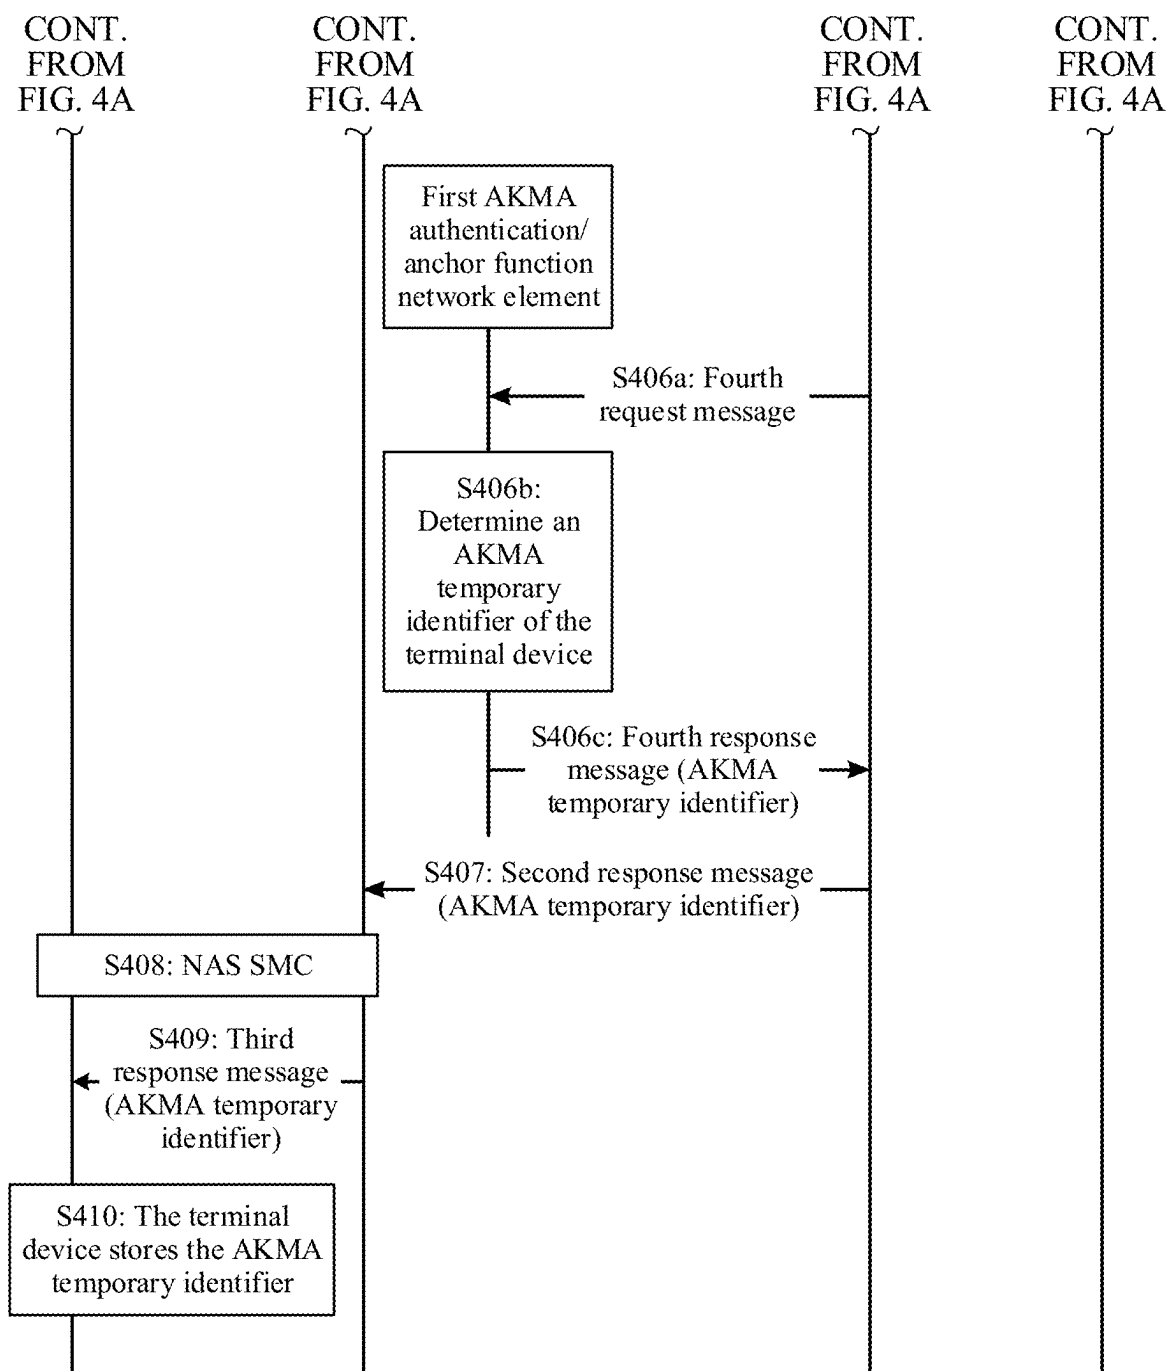 CONT.
FROM
FIG. 4A
CONT.
FROM
FIG. 4A
CONT.
FROM
FIG. 4A
CONT.
FROM
FIG. 4A
First AKMA
authentication/
anchor function
network element
S406a: Fourth
request message
S406b:
Determine an
AKMA
temporary
identifier of the
terminal device
S406c: Fourth response
message (AKMA
temporary identifier)
S407: Second response message
(AKMA temporary identifier)
S408: NAS SMC
S409: Third
response message
(AKMA temporary
identifier)
S410: The terminal
device stores the AKMA
temporary identifier